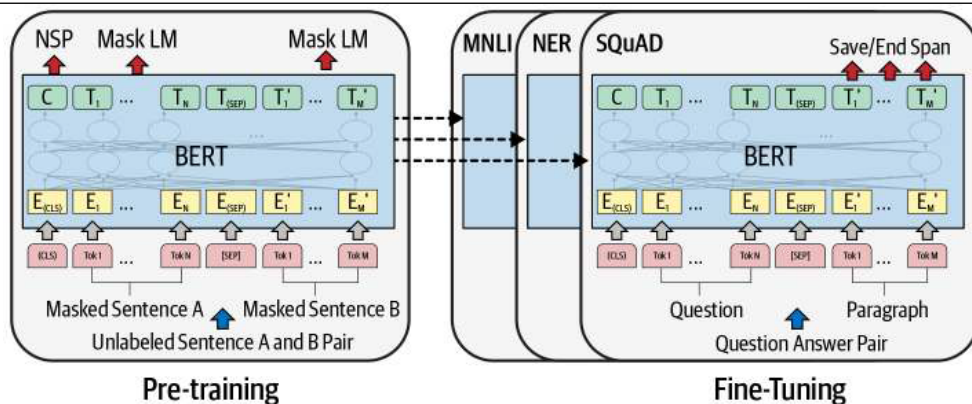 NSP Mask LM Mask LM
C T1 ... TN T(SEP) T1' ... TM'
...
BERT
E(CLS) E1 ... EN E(SEP) E1' ... EM'
(CLS) Tok 1 ... Tok N [SEP] Tok 1 ... Tok M
Masked Sentence A Masked Sentence B
Unlabeled Sentence A and B Pair
Pre-training
MNLI NER SQuAD
Save/End Span
C T1 ... TN T(SEP) T1' ... TM'
...
BERT
E(CLS) E1 ... EN E(SEP) E1' ... EM'
(CLS) Tok 1 ... Tok N [SEP] Tok 1 ... Tok M
Question Paragraph
Question Answer Pair
Fine-Tuning